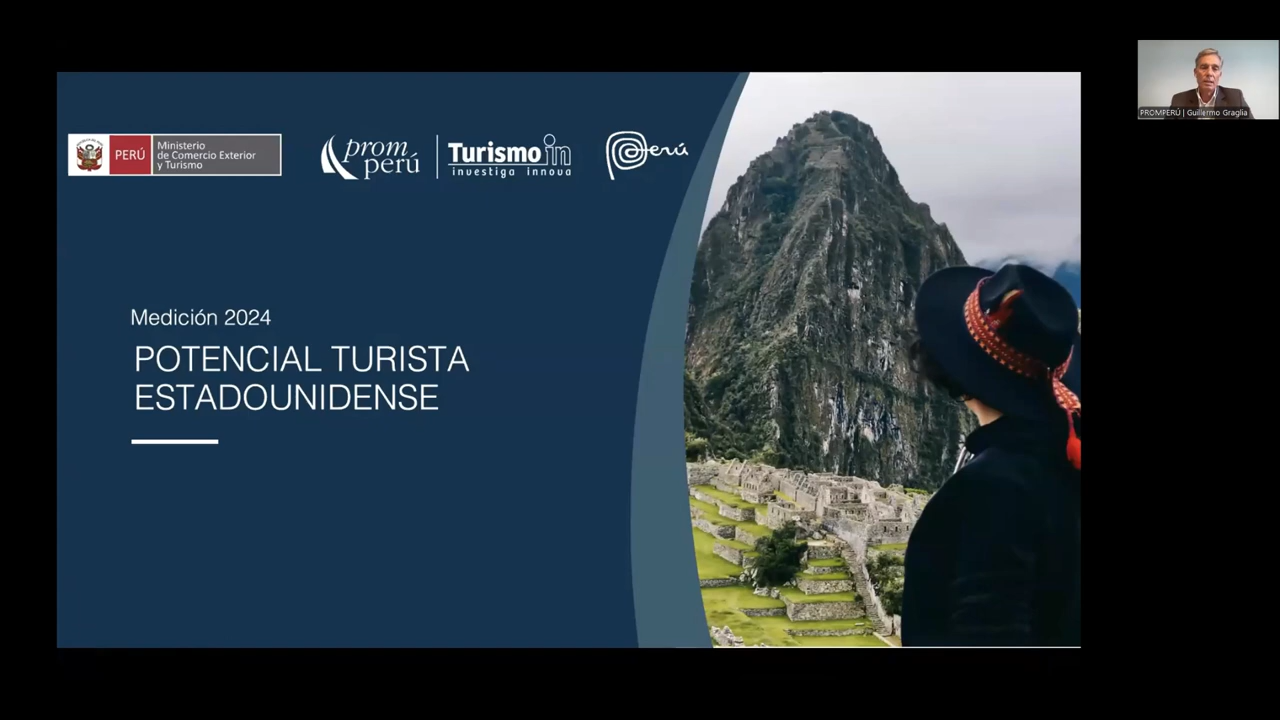 PERÚ
Ministerio
de Comercio Exterior
y Turismo
prom
perú
Turismo in
investiga innova
Perú
Medición 2024
POTENCIAL TURISTA
ESTADOUNIDENSE
PROMPERÚ | Guillermo Graglia